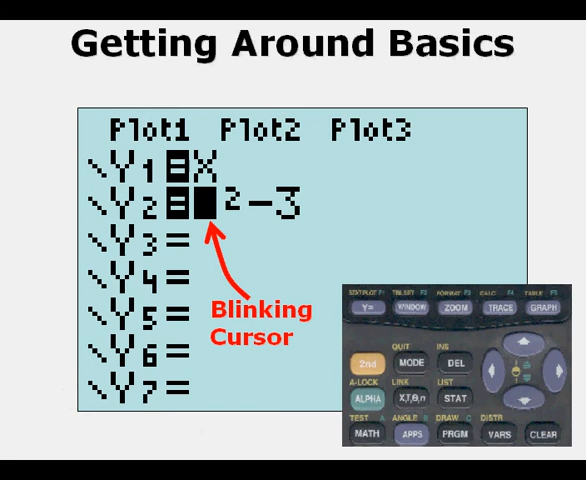 Getting Around Basics
Plot1 Plot2 Plot3
\Y1=X
\Y2=█²-3
\Y3=
\Y4=
\Y5=
\Y6=
\Y7=
Blinking
Cursor
STAT PLOT F1 TBLSET F2 FORMAT F3 CALC F4 TABLE F5
Y= WINDOW ZOOM TRACE GRAPH
QUIT INS
2nd MODE DEL
A-LOCK LINK LIST
ALPHA X,T,θ,n STAT
TEST A ANGLE B DRAW C DISTR
MATH APPS PRGM VARS CLEAR